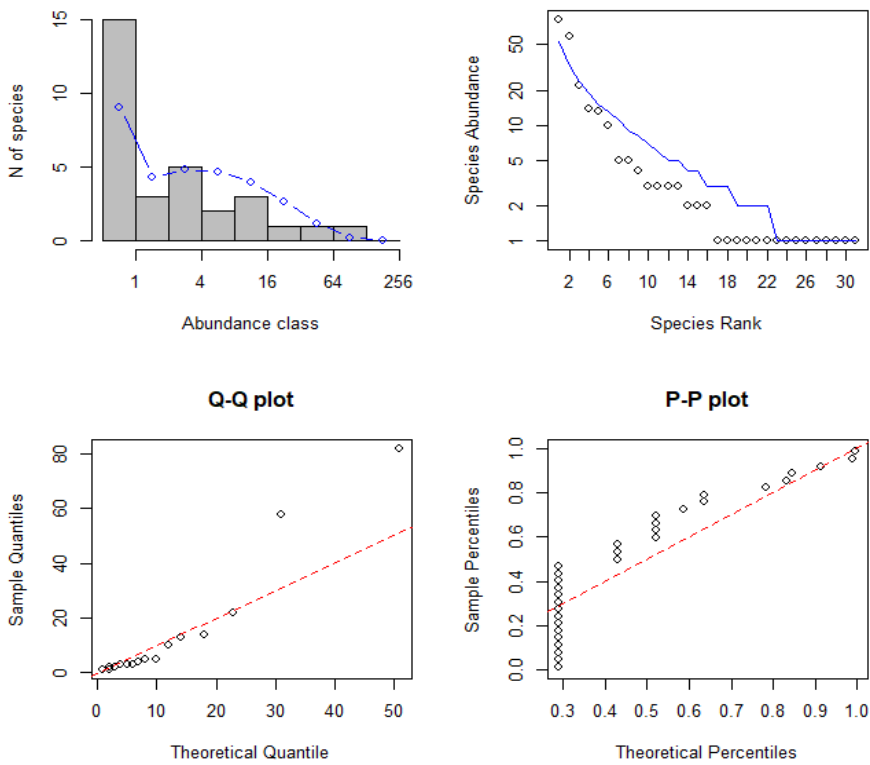 N of species
15
10
5
0
1 4 16 64 256
Abundance class
Species Abundance
50
20
10
5
2
1
2 6 10 14 18 22 26 30
Species Rank
Q-Q plot
Sample Quantiles
80
60
40
20
0
0 10 20 30 40 50
Theoretical Quantile
P-P plot
Sample Percentiles
1.0
0.8
0.6
0.4
0.2
0.0
0.3 0.4 0.5 0.6 0.7 0.8 0.9 1.0
Theoretical Percentiles